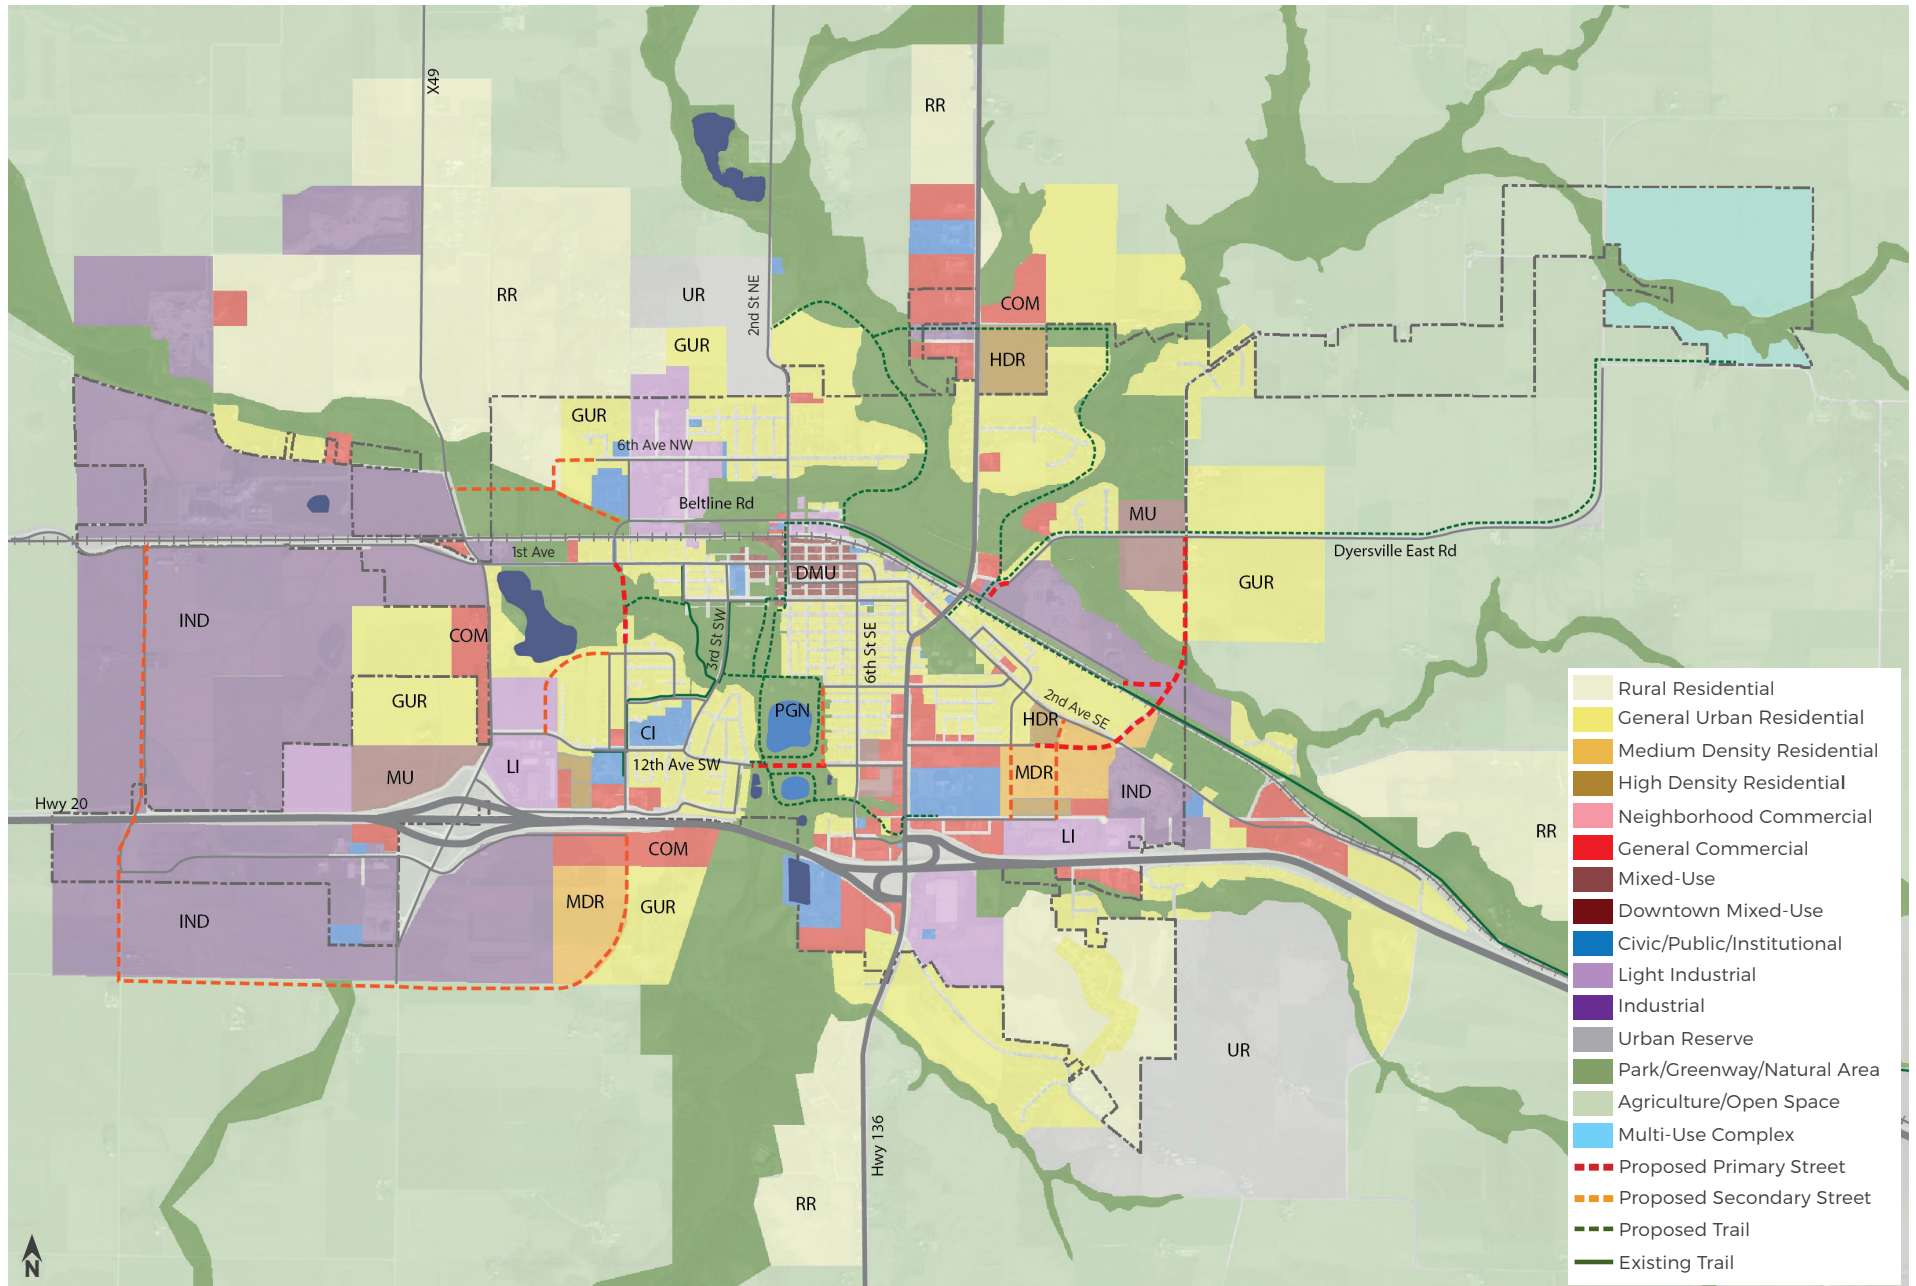 X49
RR
RR
UR
2nd St NE
COM
GUR
HDR
GUR
6th Ave NW
Beltline Rd
MU
1st Ave
Dyersville East Rd
DMU
GUR
IND
COM
3rd St SW
6th St SE
GUR
PGN
2nd Ave SE
HDR
CI
12th Ave SW
LI
MU
MDR
IND
Hwy 20
LI
RR
COM
MDR
GUR
IND
UR
Hwy 136
RR
N
Rural Residential
General Urban Residential
Medium Density Residential
High Density Residential
Neighborhood Commercial
General Commercial
Mixed-Use
Downtown Mixed-Use
Civic/Public/Institutional
Light Industrial
Industrial
Urban Reserve
Park/Greenway/Natural Area
Agriculture/Open Space
Multi-Use Complex
Proposed Primary Street
Proposed Secondary Street
Proposed Trail
Existing Trail